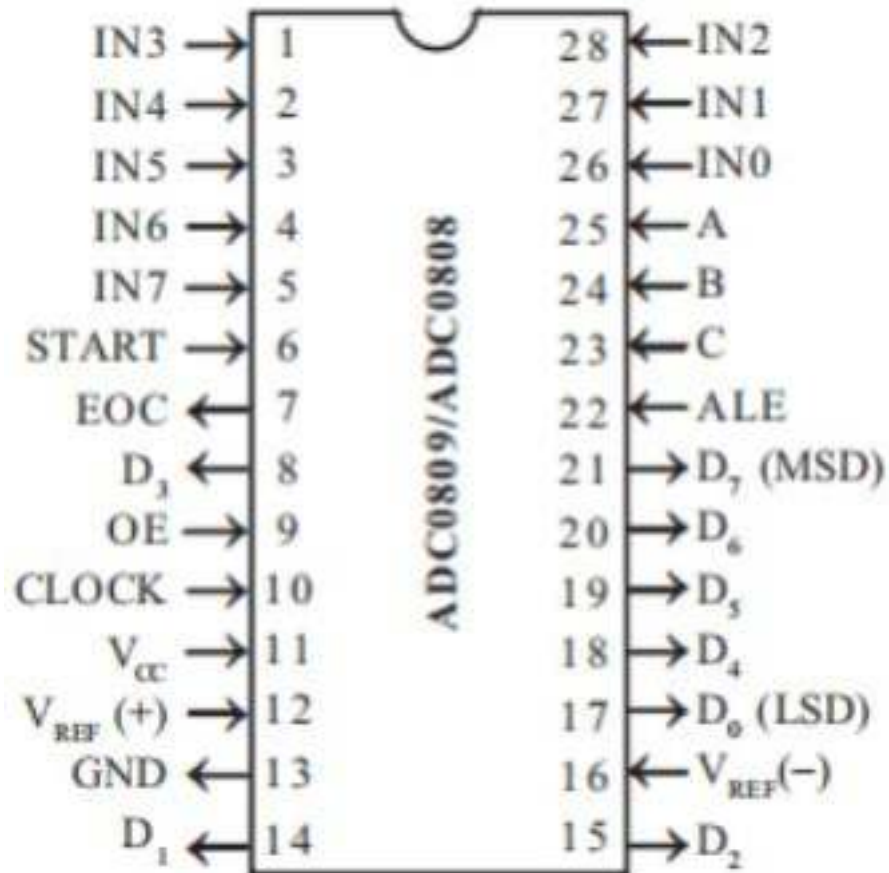 IN3 1 28 IN2
IN4 2 27 IN1
IN5 3 26 IN0
IN6 4 25 A
IN7 5 24 B
START 6 23 C
EOC 7 22 ALE
D3 8 21 D7 (MSD)
OE 9 20 D6
CLOCK 10 19 D5
VCC 11 18 D4
VREF (+) 12 17 D0 (LSD)
GND 13 16 VREF(−)
D1 14 15 D2
ADC0809/ADC0808